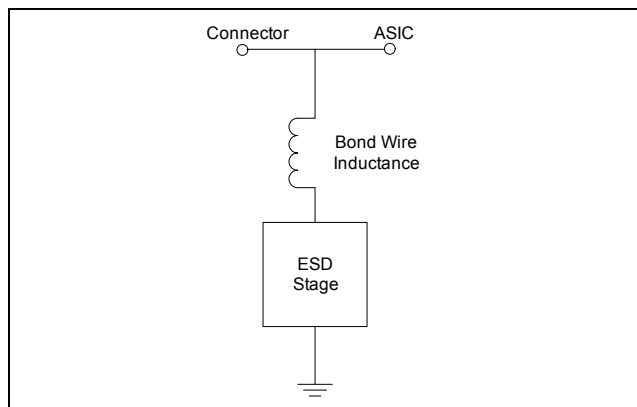 Connector
ASIC
Bond Wire
Inductance
ESD
Stage